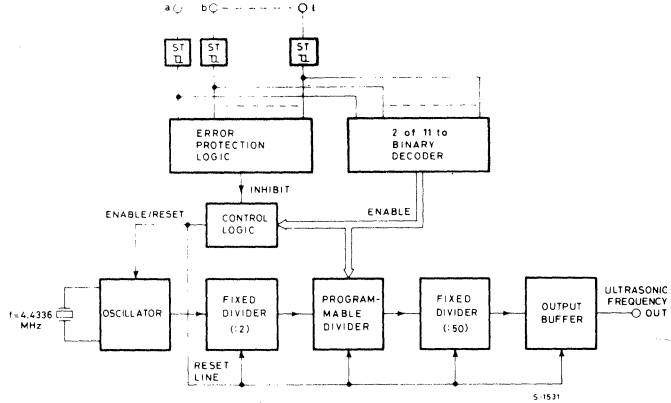 a b ł
ST ST ST
ERROR
PROTECTION
LOGIC
2 of 11 to
BINARY
DECODER
INHIBIT
ENABLE/RESET
CONTROL
LOGIC
ENABLE
f=4.4336
MHz
OSCILLATOR
FIXED
DIVIDER
(:2)
PROGRAM-
MABLE
DIVIDER
FIXED
DIVIDER
(:50)
OUTPUT
BUFFER
ULTRASONIC
FREQUENCY
OUT
RESET
LINE
S-1531